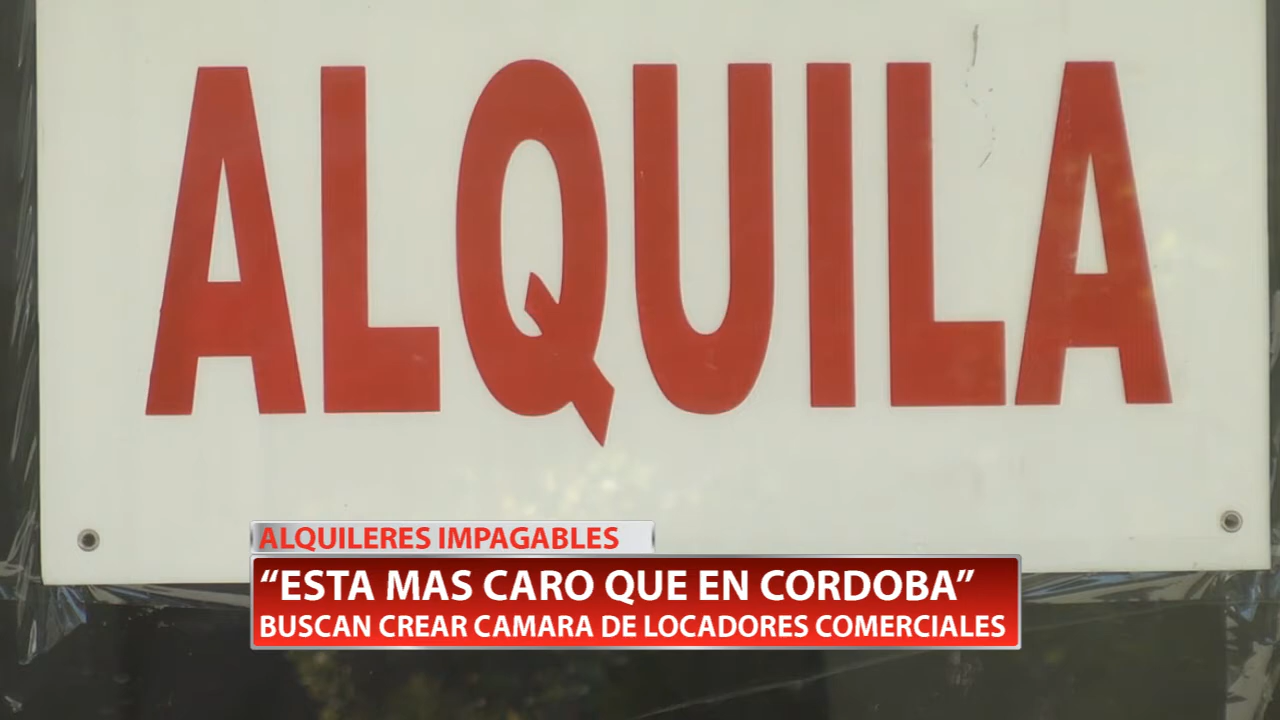 ALQUILA
ALQUILERES IMPAGABLES
“ESTA MAS CARO QUE EN CORDOBA”
BUSCAN CREAR CAMARA DE LOCADORES COMERCIALES